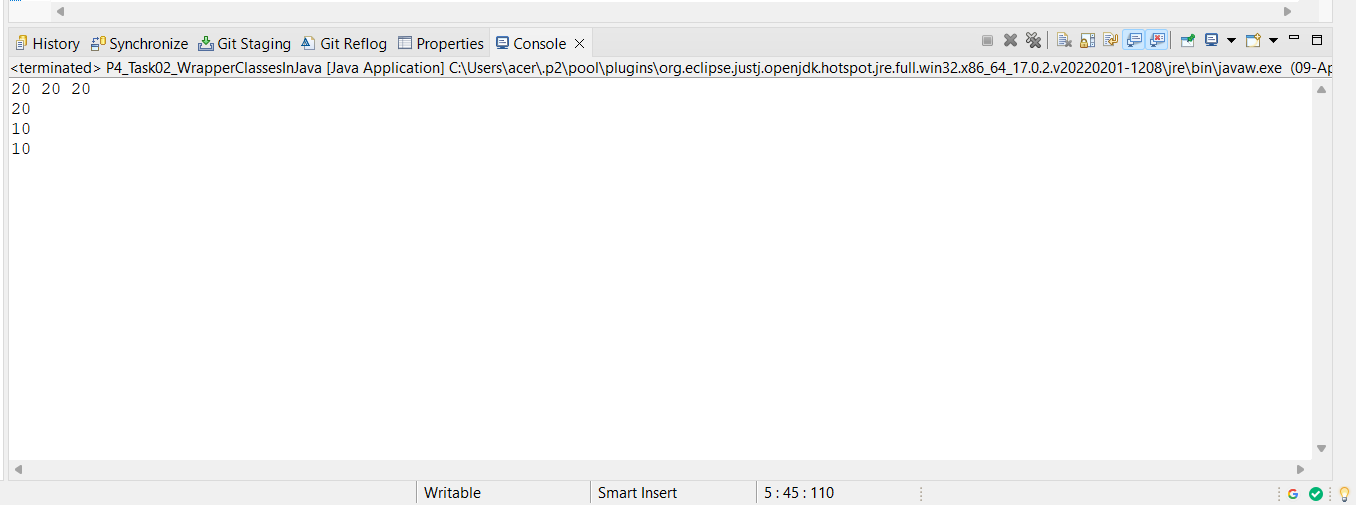 History Synchronize Git Staging Git Reflog Properties Console
<terminated> P4_Task02_WrapperClassesInJava [Java Application] C:\Users\acer\.p2\pool\plugins\org.eclipse.justj.openjdk.hotspot.jre.full.win32.x86_64_17.0.2.v20220201-1208\jre\bin\javaw.exe (09-Ap
20 20 20
20
10
10
Writable Smart Insert 5 : 45 : 110